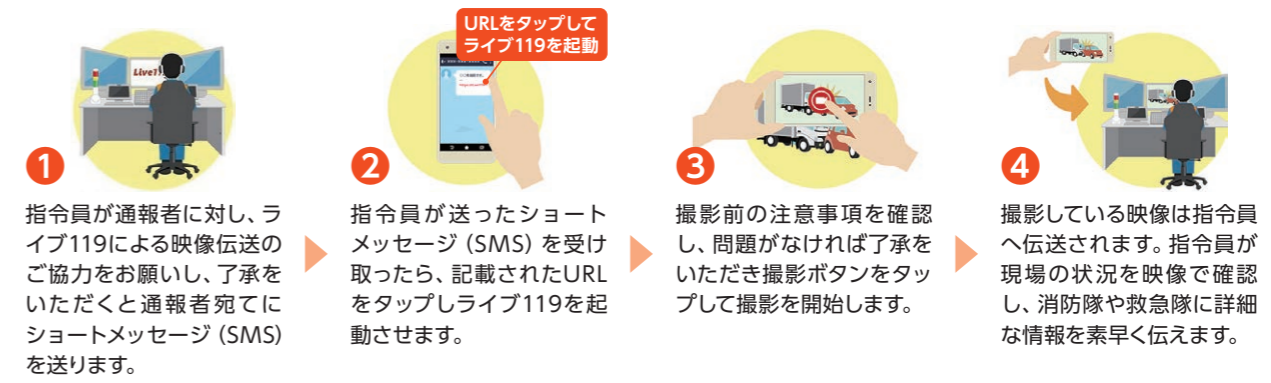 URLをタップして
ライブ119を起動
1
指令員が通報者に対し、ラ
イブ119による映像伝送の
ご協力をお願いし、了承を
いただくと通報者宛てに
ショートメッセージ（SMS）
を送ります。
2
指令員が送ったショート
メッセージ（SMS）を受け
取ったら、記載されたURL
をタップしライブ119を起
動させます。
3
撮影前の注意事項を確認
し、問題がなければ了承を
いただき撮影ボタンをタッ
プして撮影を開始します。
4
撮影している映像は指令員
へ伝送されます。指令員が
現場の状況を映像で確認
し、消防隊や救急隊に詳細
な情報を素早く伝えます。